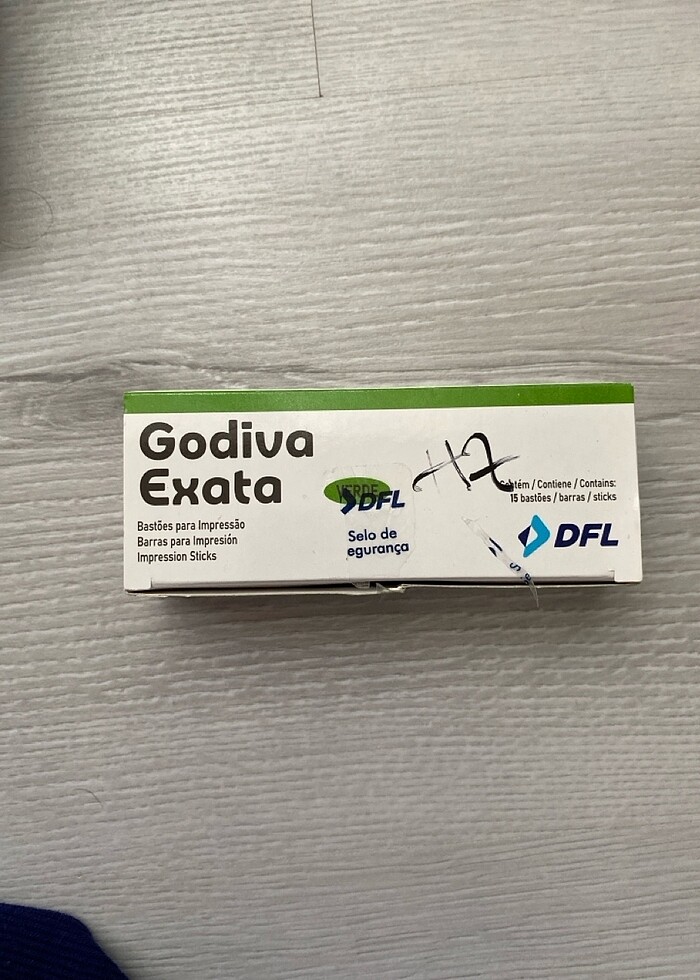 Godiva
Exata
Bastões para Impressão
Barras para Impresión
Impression Sticks
VERDE
DFL
Selo de
egurança
Contém / Contiene / Contains:
15 bastões / barras / sticks
DFL